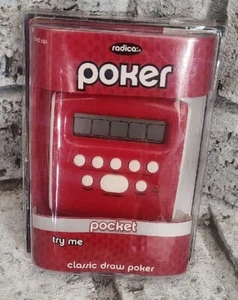 radica:
poker
pocket
try me
classic draw poker